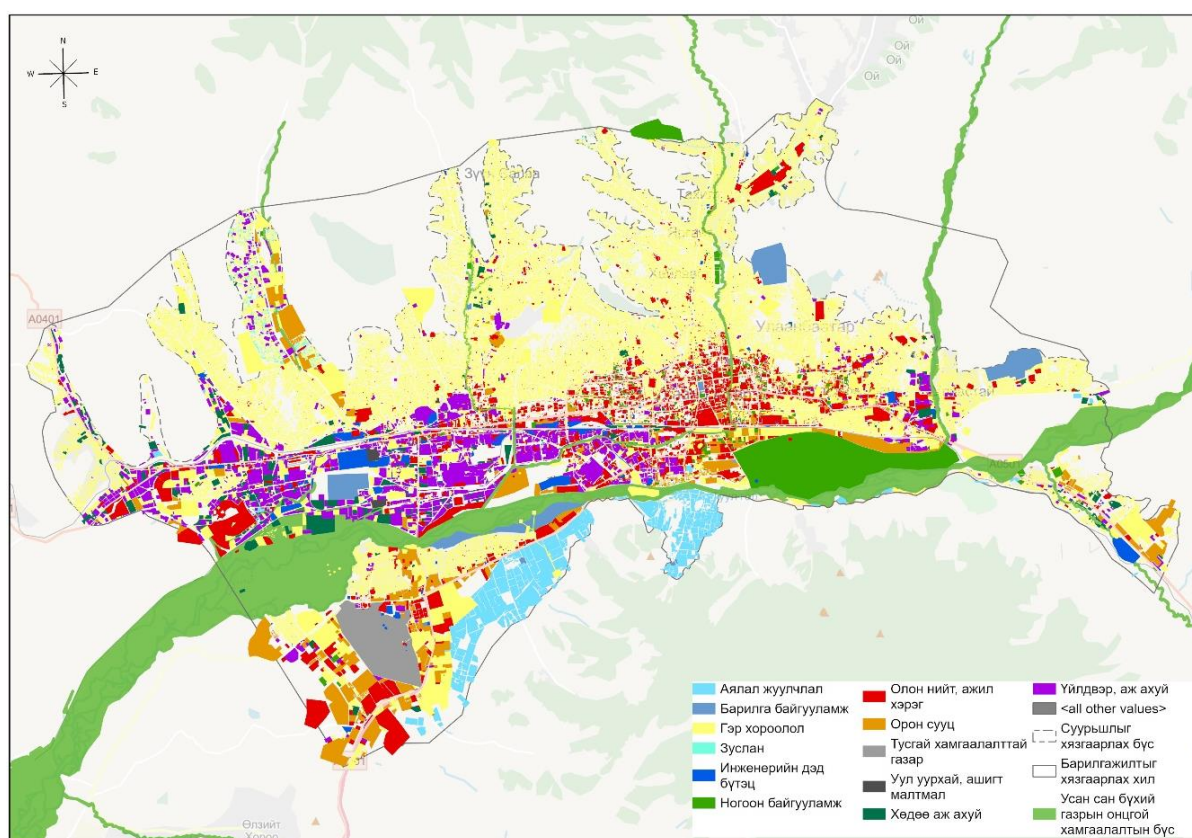 N
W E
S
Ой
Ой
Ой
A0401
Улаанбаатар
A0501
Өлзийт
Хороо
Аялал жуулчлал
Барилга байгууламж
Гэр хороолол
Зуслан
Инженерийн дэд
бүтэц
Ногоон байгууламж
Олон нийт, ажил
хэрэг
Орон сууц
Тусгай хамгаалалттай
газар
Уул уурхай, ашигт
малтмал
Хөдөө аж ахуй
Үйлдвэр, аж ахуй
<all other values>
Суурьшлыг
хязгаарлах бүс
Барилгажилтыг
хязгаарлах хил
Усан сан бүхий
газрын онцгой
хамгаалалтын бүс